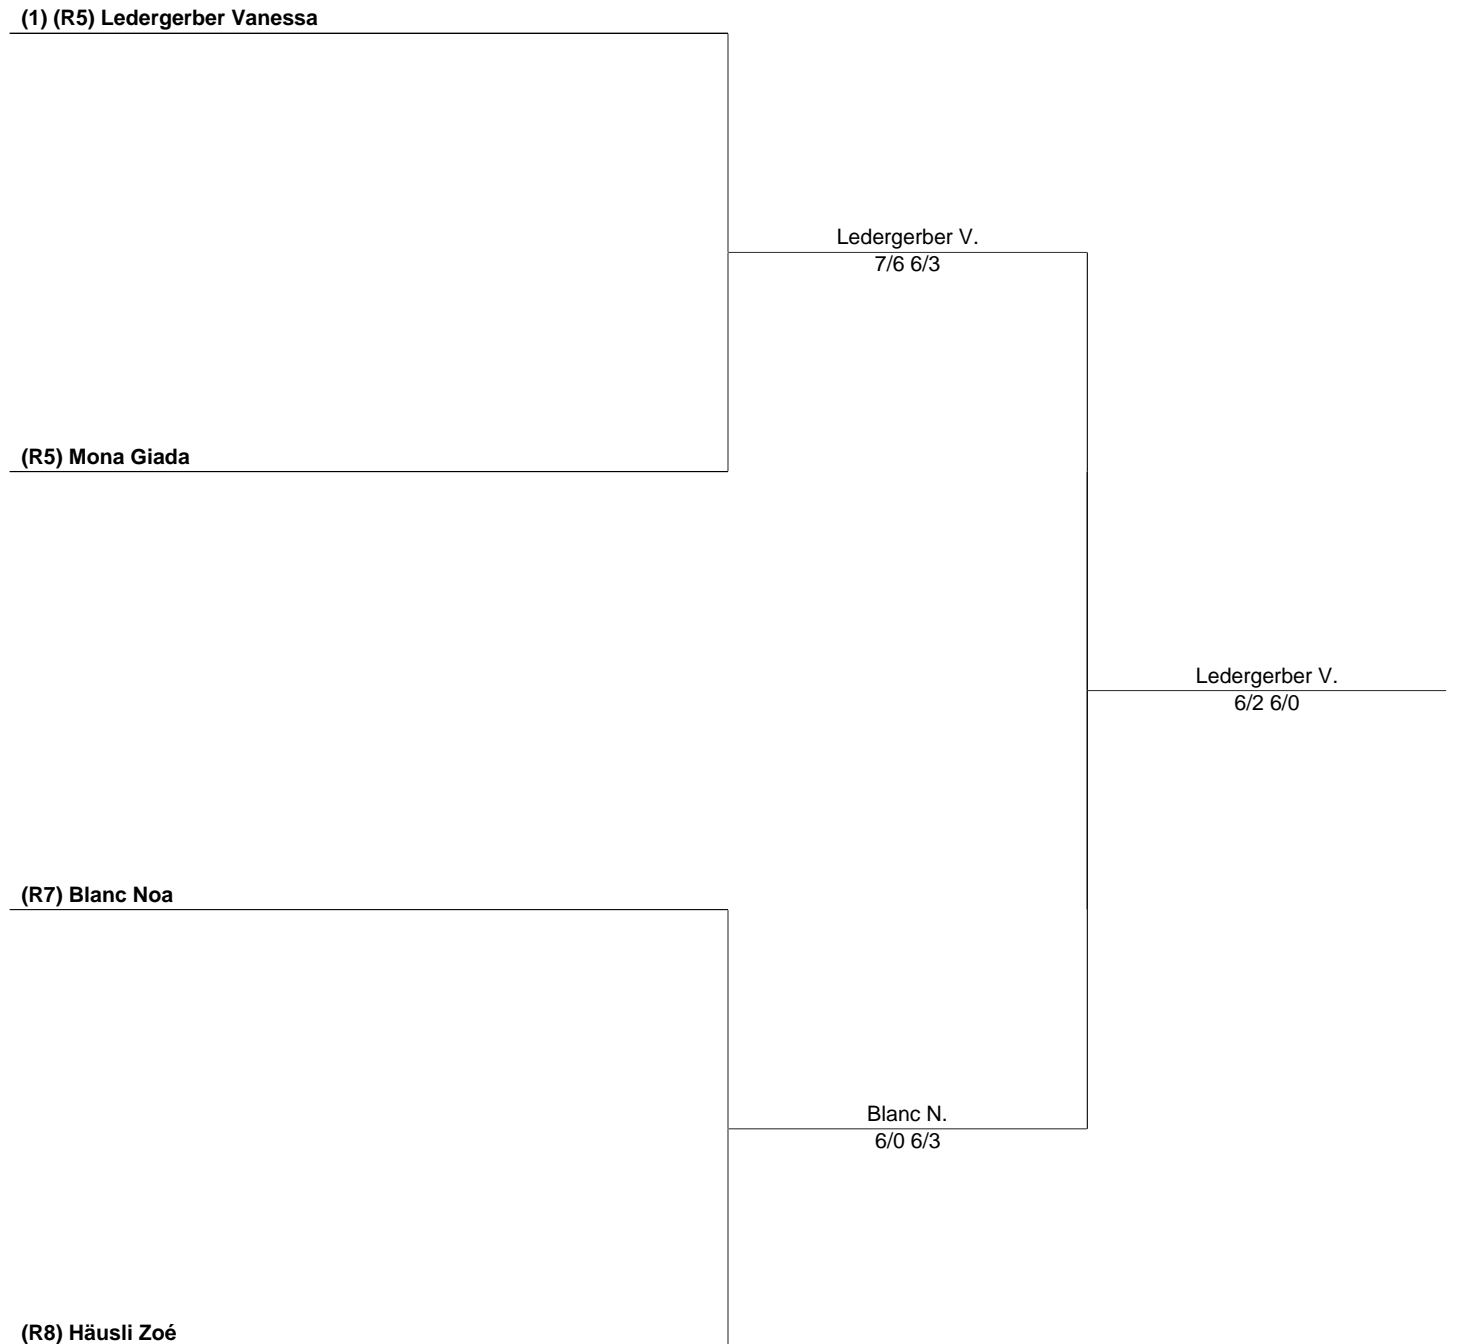 (1) (R5) Ledergerber Vanessa
Ledergerber V.
7/6 6/3
(R5) Mona Giada
Ledergerber V.
6/2 6/0
(R7) Blanc Noa
Blanc N.
6/0 6/3
(R8) Häusli Zoé